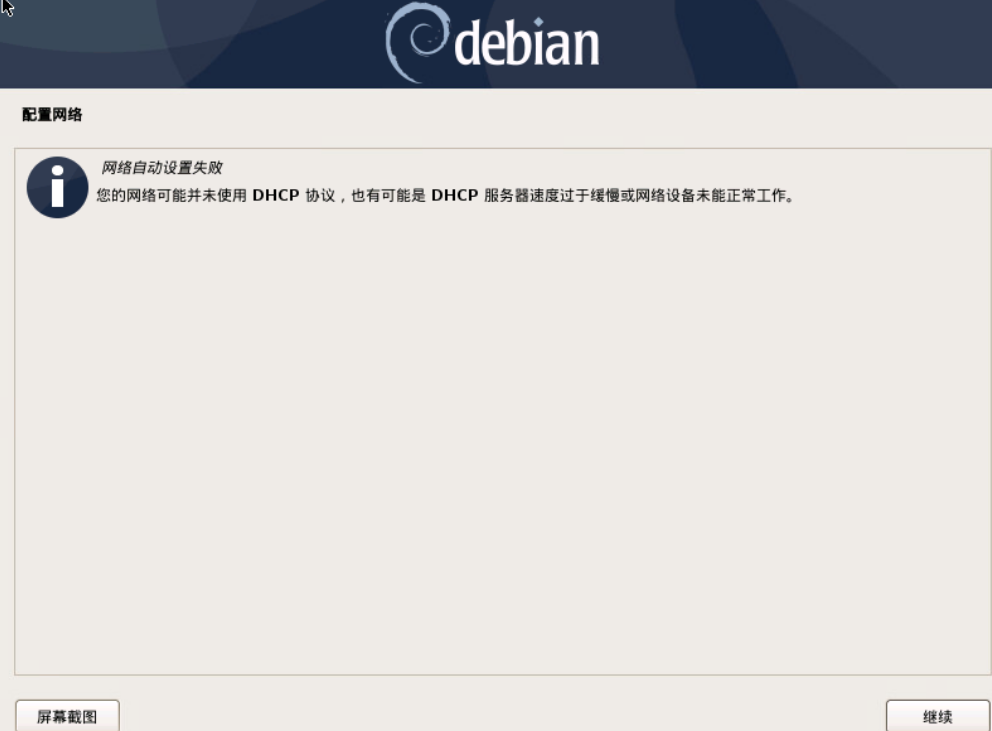 debian
配置网络
网络自动设置失败
您的网络可能并未使用 DHCP 协议，也有可能是 DHCP 服务器速度过于缓慢或网络设备未能正常工作。
屏幕截图
继续